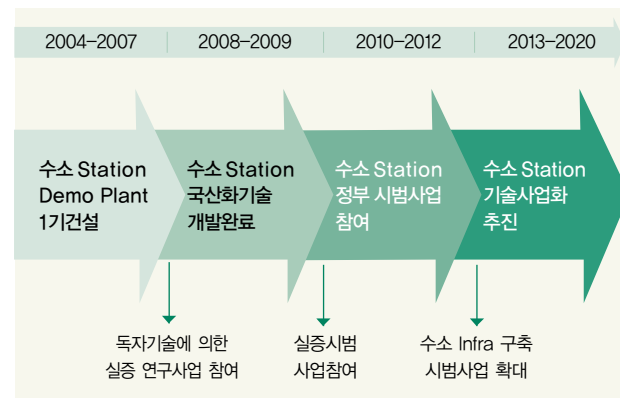 2004–2007
2008–2009
2010–2012
2013–2020
수소 Station
Demo Plant
1기건설
수소 Station
국산화기술
개발완료
수소 Station
정부 시범사업
참여
수소 Station
기술사업화
추진
독자기술에 의한
실증 연구사업 참여
실증시범
사업참여
수소 Infra 구축
시범사업 확대